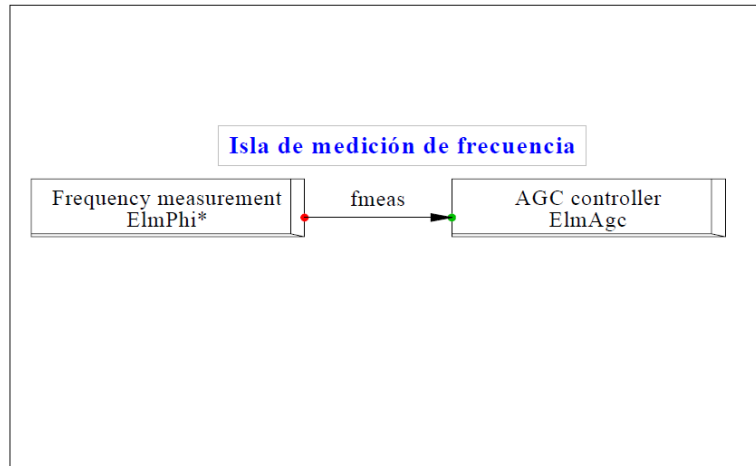 Isla de medición de frecuencia
Frequency measurement
ElmPhi*
fmeas
AGC controller
ElmAgc